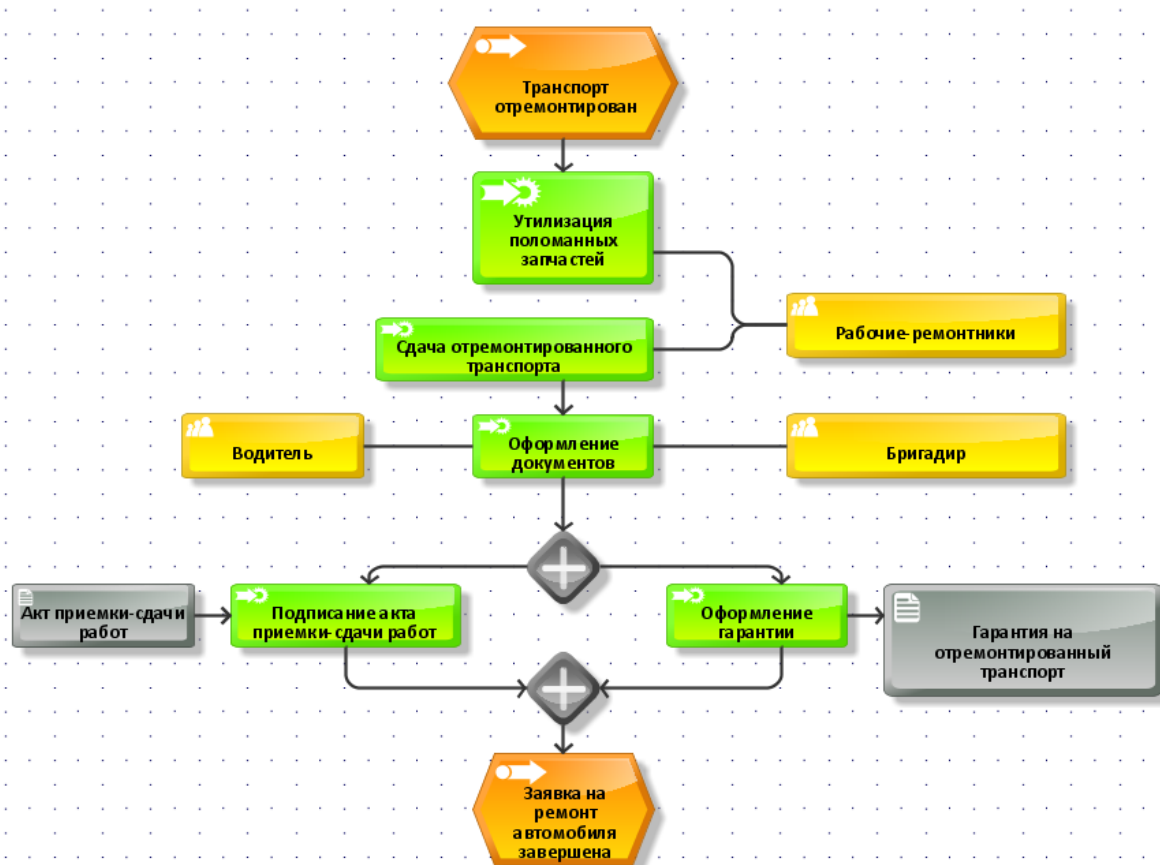 Транспорт
отремонтирован
Утилизация
поломанных
запчастей
Рабочие-ремонтники
Сдача отремонтированного
транспорта
Водитель
Оформление
документов
Бригадир
Акт приемки-сдачи
работ
Подписание акта
приемки-сдачи работ
Оформление
гарантии
Гарантия на
отремонтированный
транспорт
Заявка на
ремонт
автомобиля
завершена